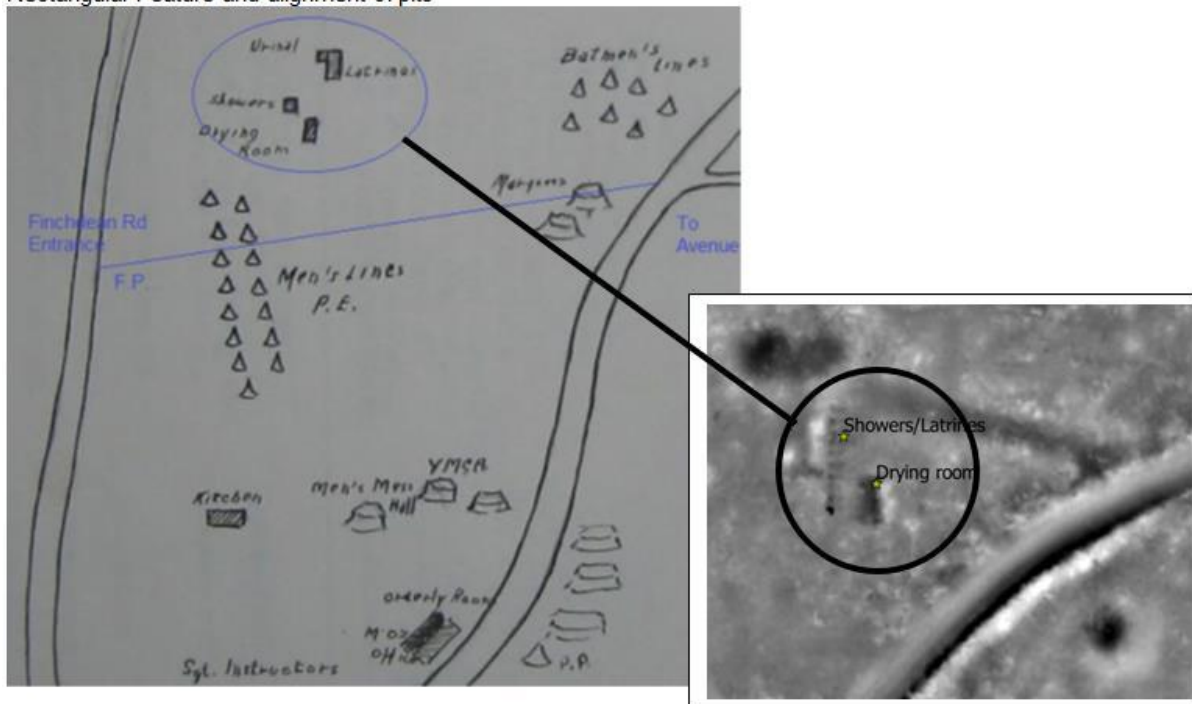 Rectangular Feature and alignment of pits
Urinal
Latrines
Showers
Drying
Room
Batmen's
Lines
Marquees
Finchdean Rd
Entrance
F.P.
To
Avenue
Men's Lines
P.E.
Kitchen
Men's Mess
Hall
YMCA
Orderly Room
M.O's
Sgt. Instructors
P.P.
Showers/Latrines
Drying room